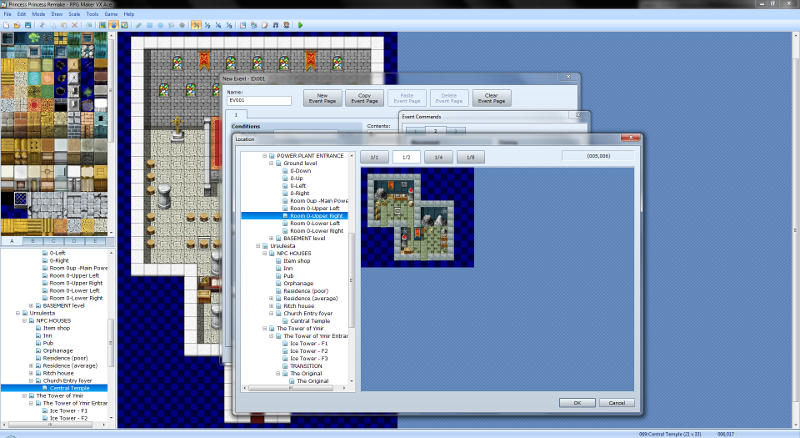 Princess Princess Remake - RPG Maker VX Ace
File Edit Mode Draw Scale Tools Game Help
New Event - EV001
Name:
EV001
New Event Page
Copy Event Page
Paste Event Page
Delete Event Page
Clear Event Page
1
Conditions
Contents:
Event Commands
1 2 3
Location
POWER PLANT ENTRANCE
Ground level
0-Down
0-Up
0-Left
0-Right
Room 0up -Main Powe
Room 0-Upper Left
Room 0-Upper Right
Room 0-Lower Left
Room 0-Lower Right
BASEMENT level
Ursulesta
NPC HOUSES
Item shop
Inn
Pub
Orphanage
Residence (poor)
Residence (average)
Ritch house
Church Entry foyer
Central Temple
The Tower of Ymir
The Tower of Ymir Entran
Ice Tower - F1
Ice Tower - F2
Ice Tower - F3
TRANSITION
The Original
The Original
1/1
1/2
1/4
1/8
(005,006)
OK
Cancel
A B C D E
0-Left
0-Right
Room 0up -Main Powe
Room 0-Upper Left
Room 0-Upper Right
Room 0-Lower Left
Room 0-Lower Right
BASEMENT level
Ursulesta
NPC HOUSES
Item shop
Inn
Pub
Orphanage
Residence (poor)
Residence (average)
Ritch house
Church Entry foyer
Central Temple
The Tower of Ymir
The Tower of Ymir Entran
Ice Tower - F1
Ice Tower - F2
009:Central Temple (21 x 33)
008,017